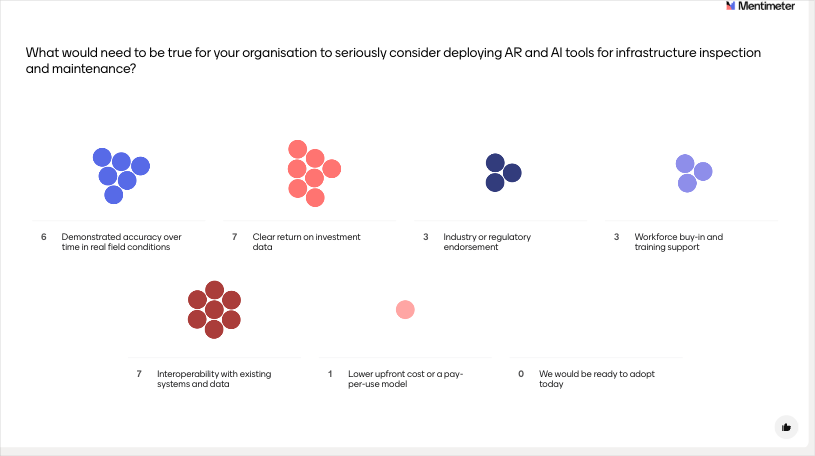 Mentimeter
What would need to be true for your organisation to seriously consider deploying AR and AI tools for infrastructure inspection
and maintenance?
6 Demonstrated accuracy over
time in real field conditions
7 Clear return on investment
data
3 Industry or regulatory
endorsement
3 Workforce buy-in and
training support
7 Interoperability with existing
systems and data
1 Lower upfront cost or a pay-
per-use model
0 We would be ready to adopt
today